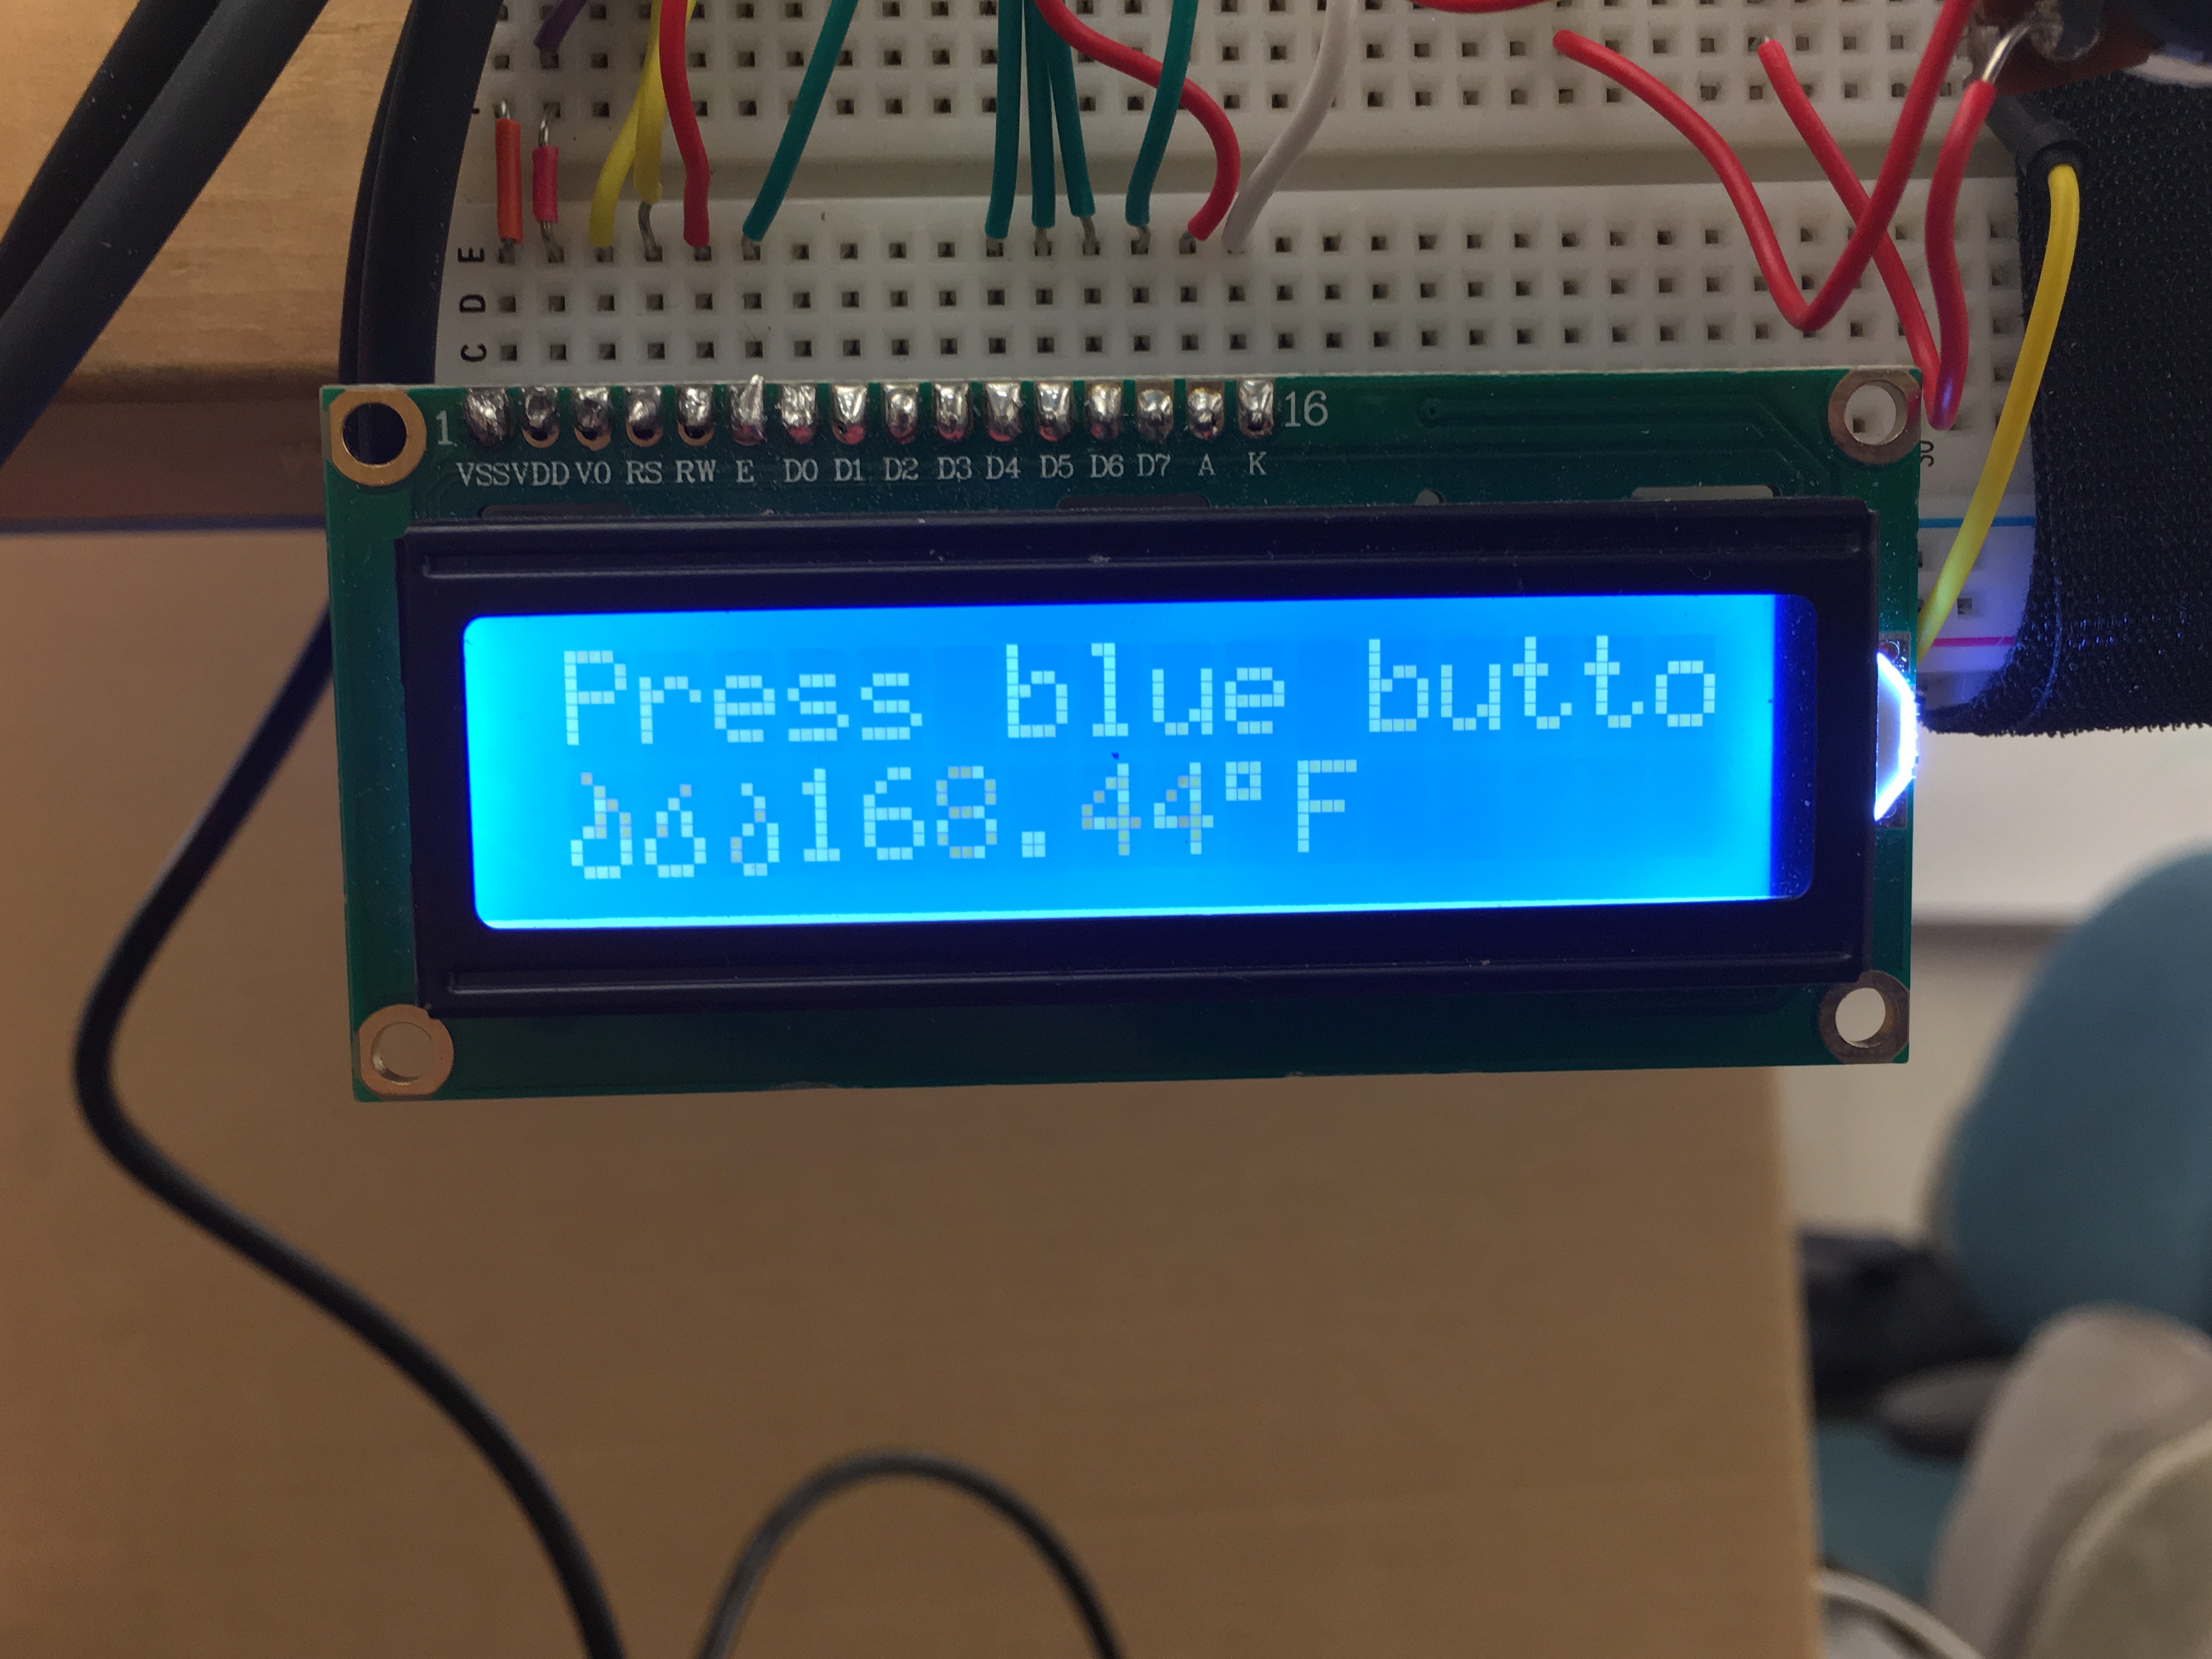 E
D
C
1 16
VSS VDD V0 RS RW E D0 D1 D2 D3 D4 D5 D6 D7 A K
30
Press blue butto
168.44°F